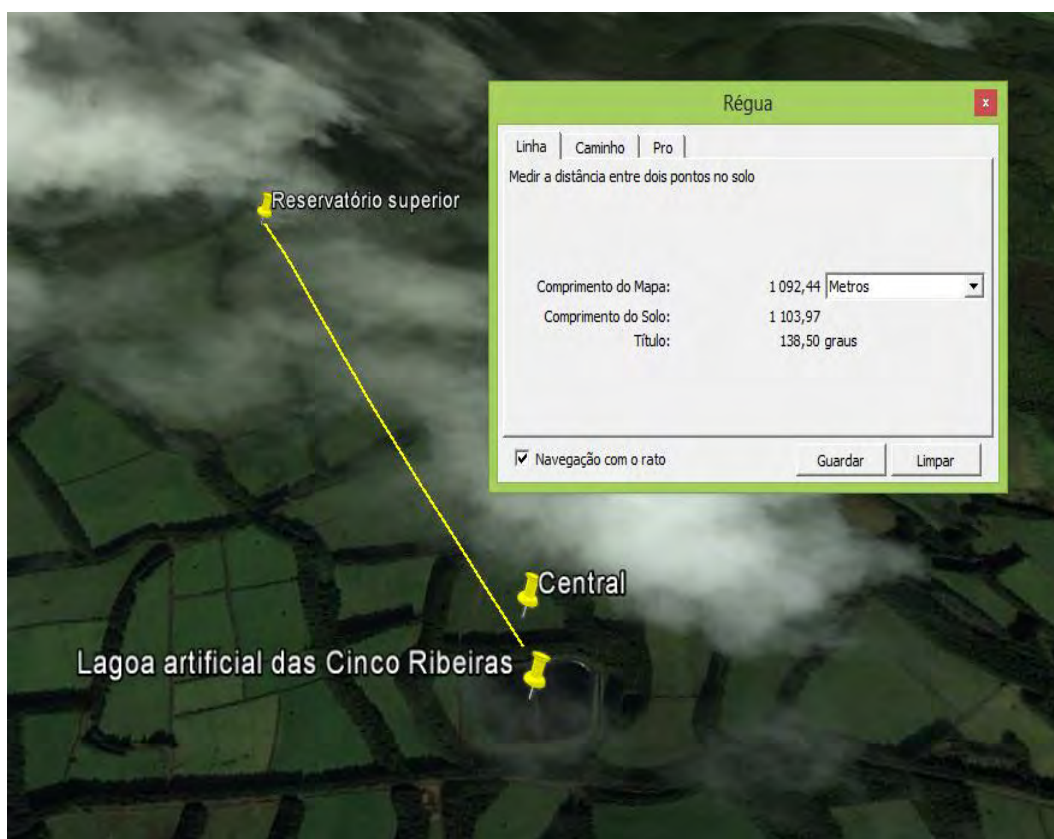 Régua
x
Linha Caminho Pro
Medir a distância entre dois pontos no solo
Comprimento do Mapa: 1 092,44 Metros
Comprimento do Solo: 1 103,97
Título: 138,50 graus
Navegação com o rato Guardar Limpar
Reservatório superior
Central
Lagoa artificial das Cinco Ribeiras